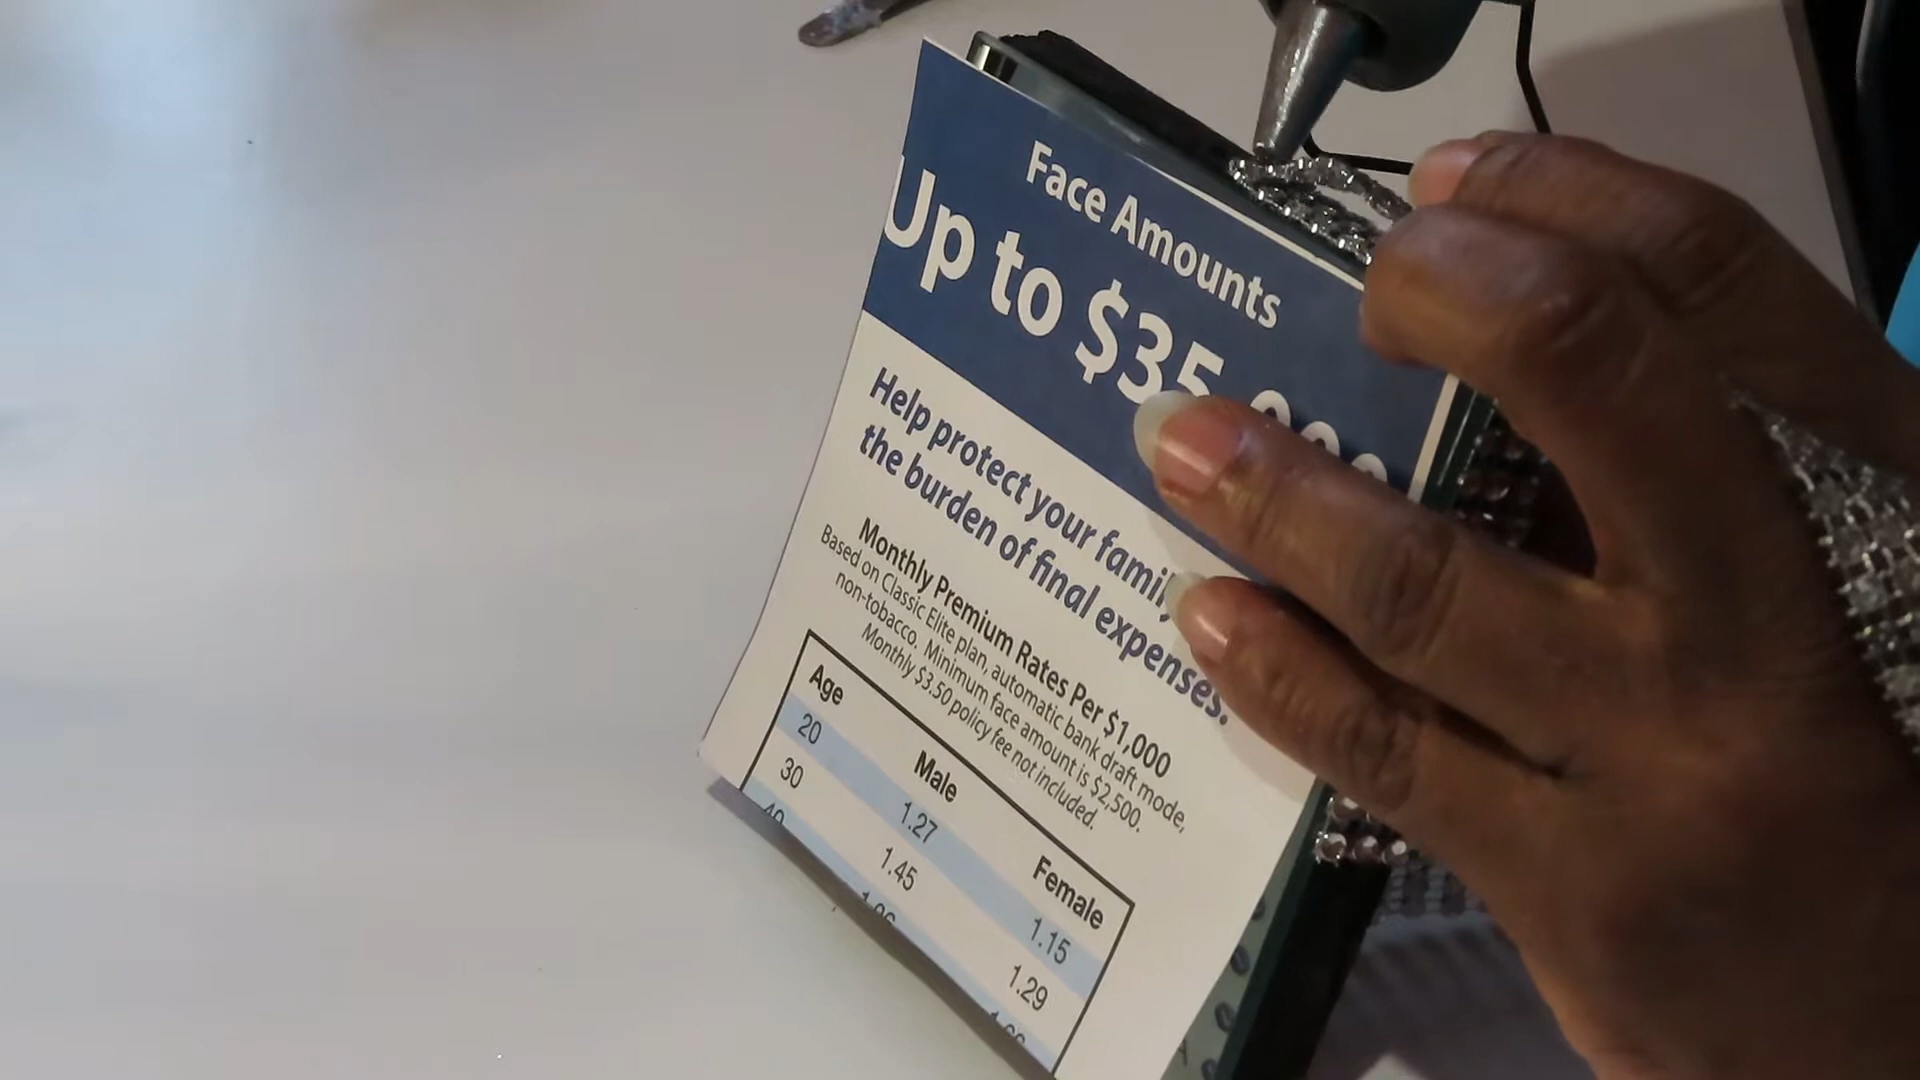 Face Amounts
Up to $35
Help protect your family
the burden of final expenses.
Monthly Premium Rates Per $1,000
Based on Classic Elite plan, automatic bank draft mode,
non-tobacco. Minimum face amount is $2,500.
Monthly $3.50 policy fee not included.
Age Male Female
20 1.27 1.15
30 1.45 1.29
40